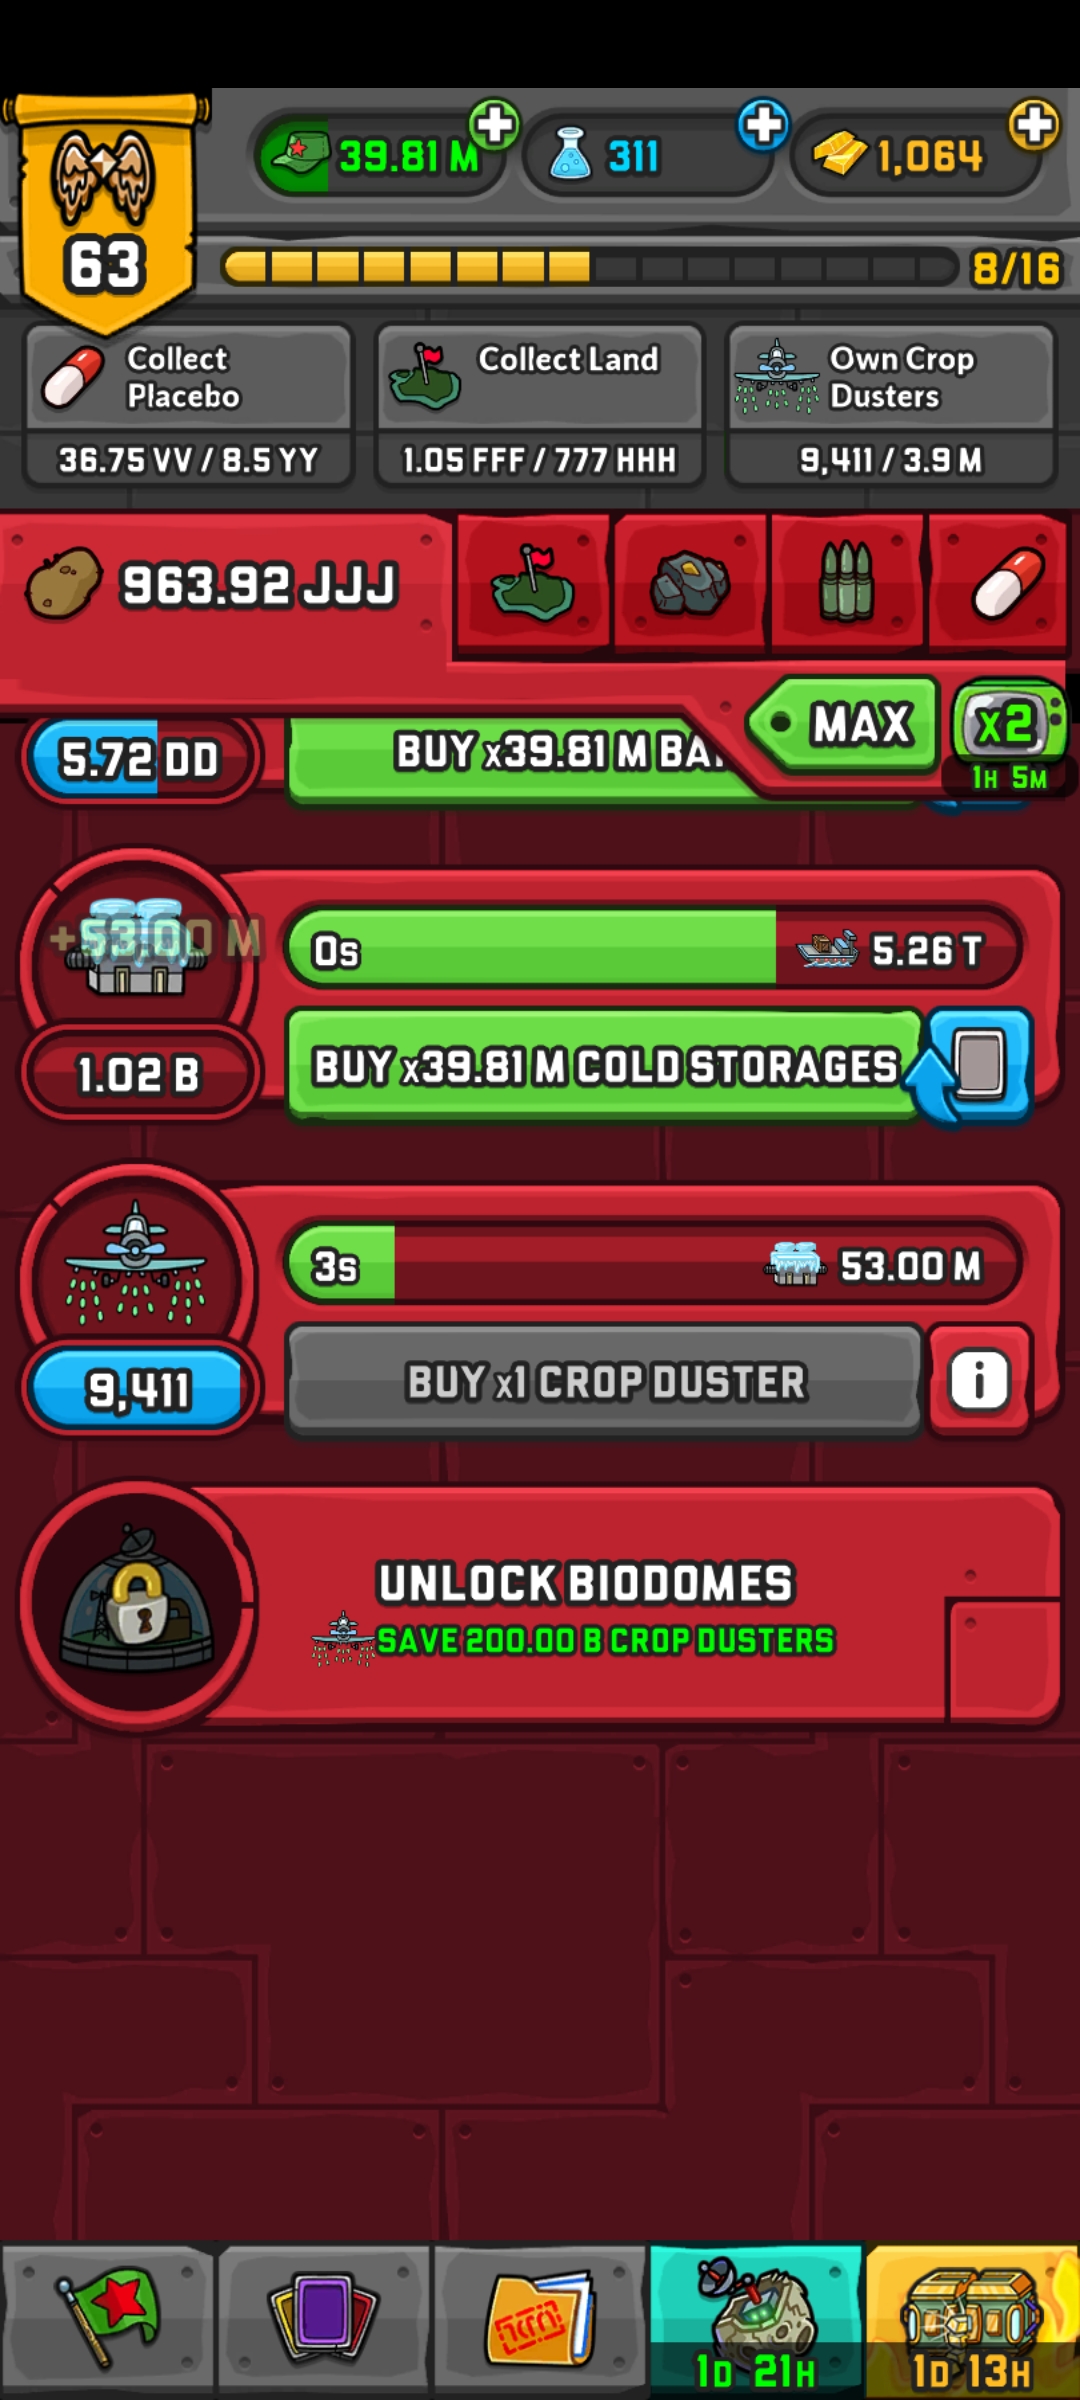 39.81 M
311
1,064
63
8/16
Collect
Placebo
36.75 VV / 8.5 YY
Collect Land
1.05 FFF / 777 HHH
Own Crop
Dusters
9,411 / 3.9 M
963.92 JJJ
MAX
x2
1H 5M
5.72 DD
BUY x39.81 M BA
+53.00 M
0s
5.26 T
1.02 B
BUY x39.81 M COLD STORAGES
3s
53.00 M
9,411
BUY x1 CROP DUSTER
i
UNLOCK BIODOMES
SAVE 200.00 B CROP DUSTERS
1D 21H
1D 13H